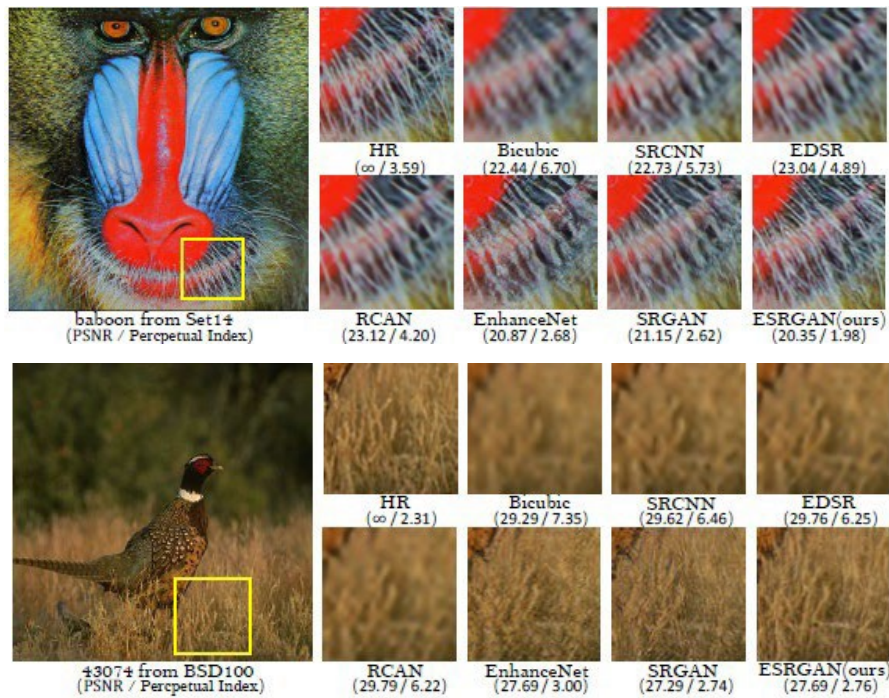 HR
(∞ / 3.59)
Bicubic
(22.44 / 6.70)
SRCNN
(22.73 / 5.73)
EDSR
(23.04 / 4.89)
baboon from Set14
(PSNR / Percpetual Index)
RCAN
(23.12 / 4.20)
EnhanceNet
(20.87 / 2.68)
SRGAN
(21.15 / 2.62)
ESRGAN(ours)
(20.35 / 1.98)
HR
(∞ / 2.31)
Bicubic
(29.29 / 7.35)
SRCNN
(29.62 / 6.46)
EDSR
(29.76 / 6.25)
43074 from BSD100
(PSNR / Percpetual Index)
RCAN
(29.79 / 6.22)
EnhanceNet
(27.69 / 3.00)
SRGAN
(27.29 / 2.74)
ESRGAN(ours)
(27.69 / 2.76)